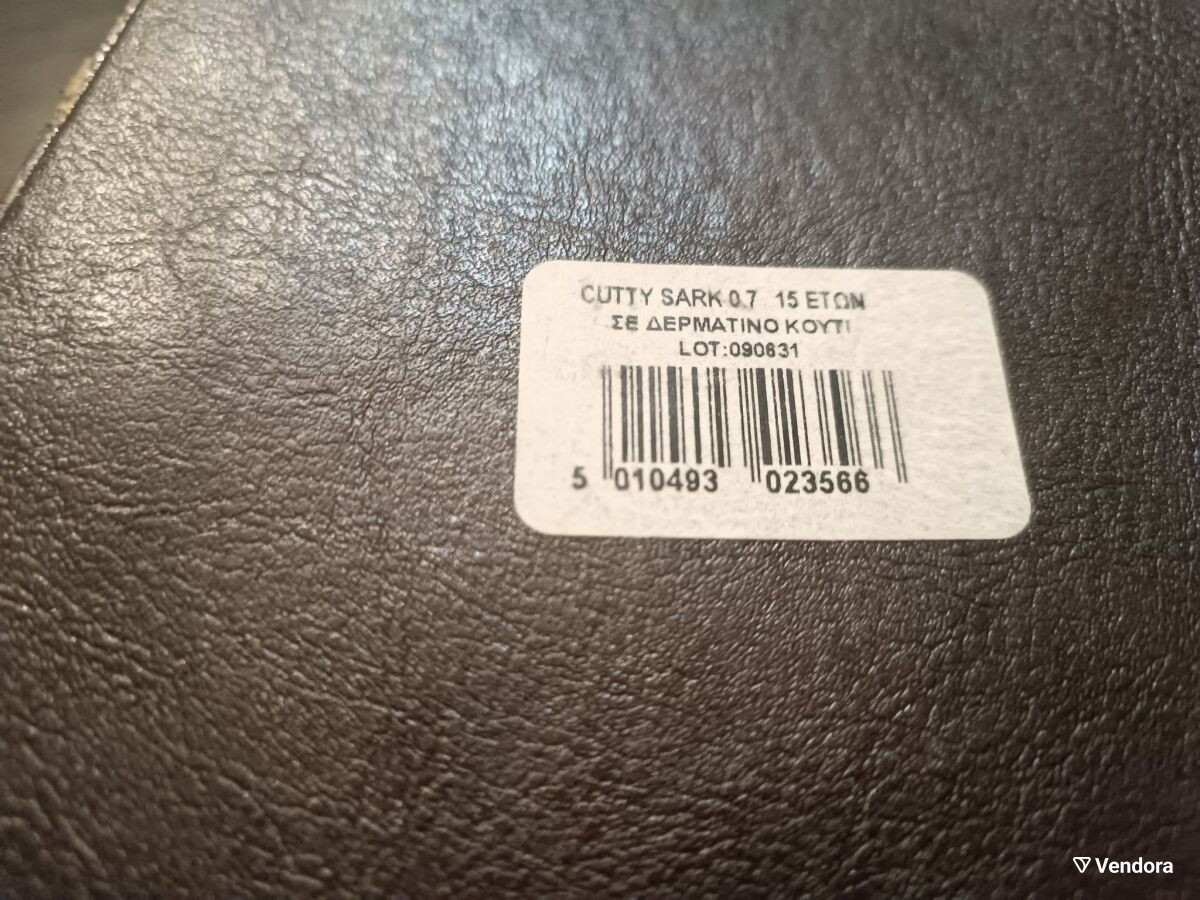 CUTTY SARK 0.7 15 ΕΤΩΝ
ΣΕ ΔΕΡΜΑΤΙΝΟ ΚΟΥΤΙ
LOT:090631
5 010493 023566
Vendora